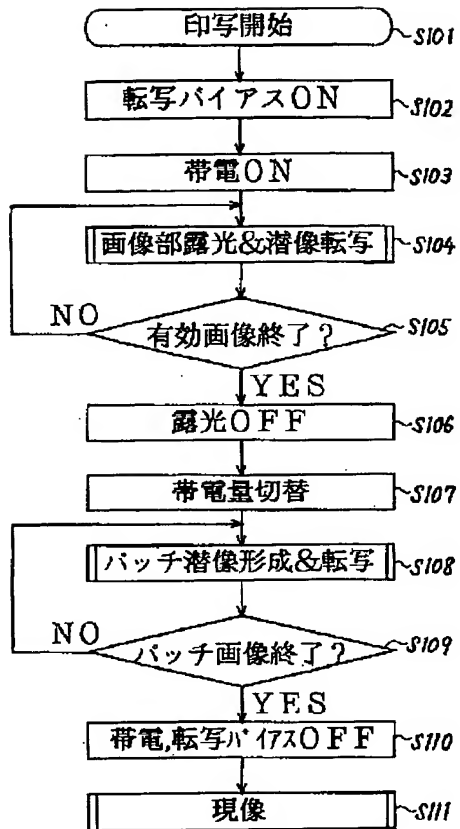 印写開始 S101
転写バイアスON S102
帯電ON S103
画像部露光&潜像転写 S104
NO
有効画像終了? S105
YES
露光OFF S106
帯電量切替 S107
パッチ潜像形成&転写 S108
NO
パッチ画像終了? S109
YES
帯電,転写バイアスOFF S110
現像 S111